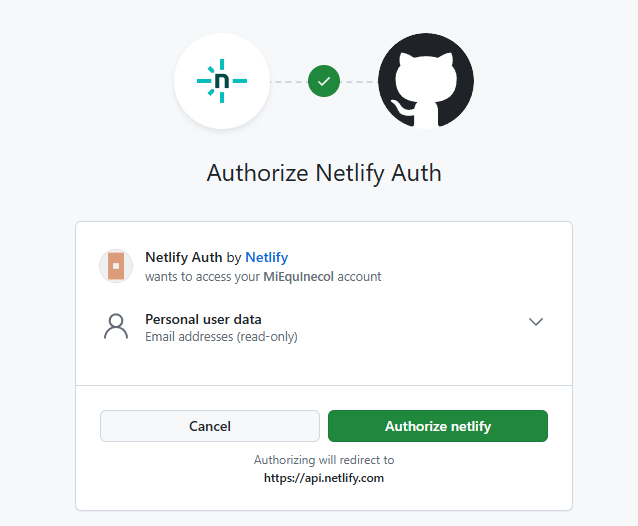 n
Authorize Netlify Auth
Netlify Auth by Netlify
wants to access your MiEquInecol account
Personal user data
Email addresses (read-only)
Cancel
Authorize netlify
Authorizing will redirect to
https://api.netlify.com